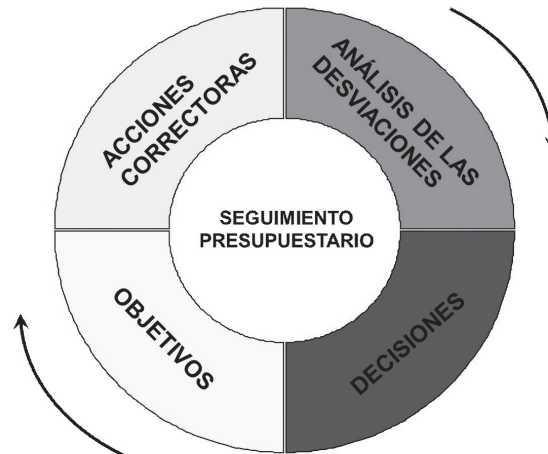 ACCIONES
CORRECTORAS
ANÁLISIS DE LAS
DESVIACIONES
SEGUIMIENTO
PRESUPUESTARIO
OBJETIVOS
DECISIONES